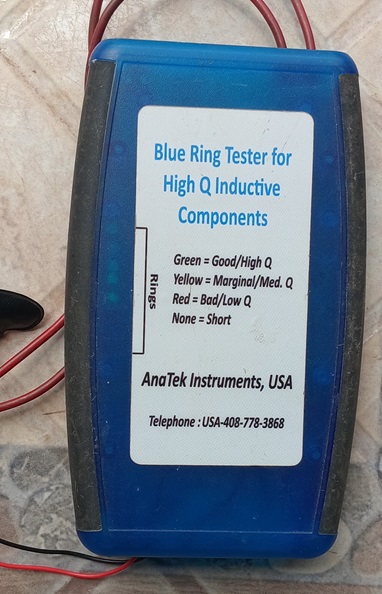 Blue Ring Tester for
High Q Inductive
Components
Green = Good/High Q
Yellow = Marginal/Med. Q
Red = Bad/Low Q
None = Short
Rings
AnaTek Instruments, USA
Telephone : USA-408-778-3868